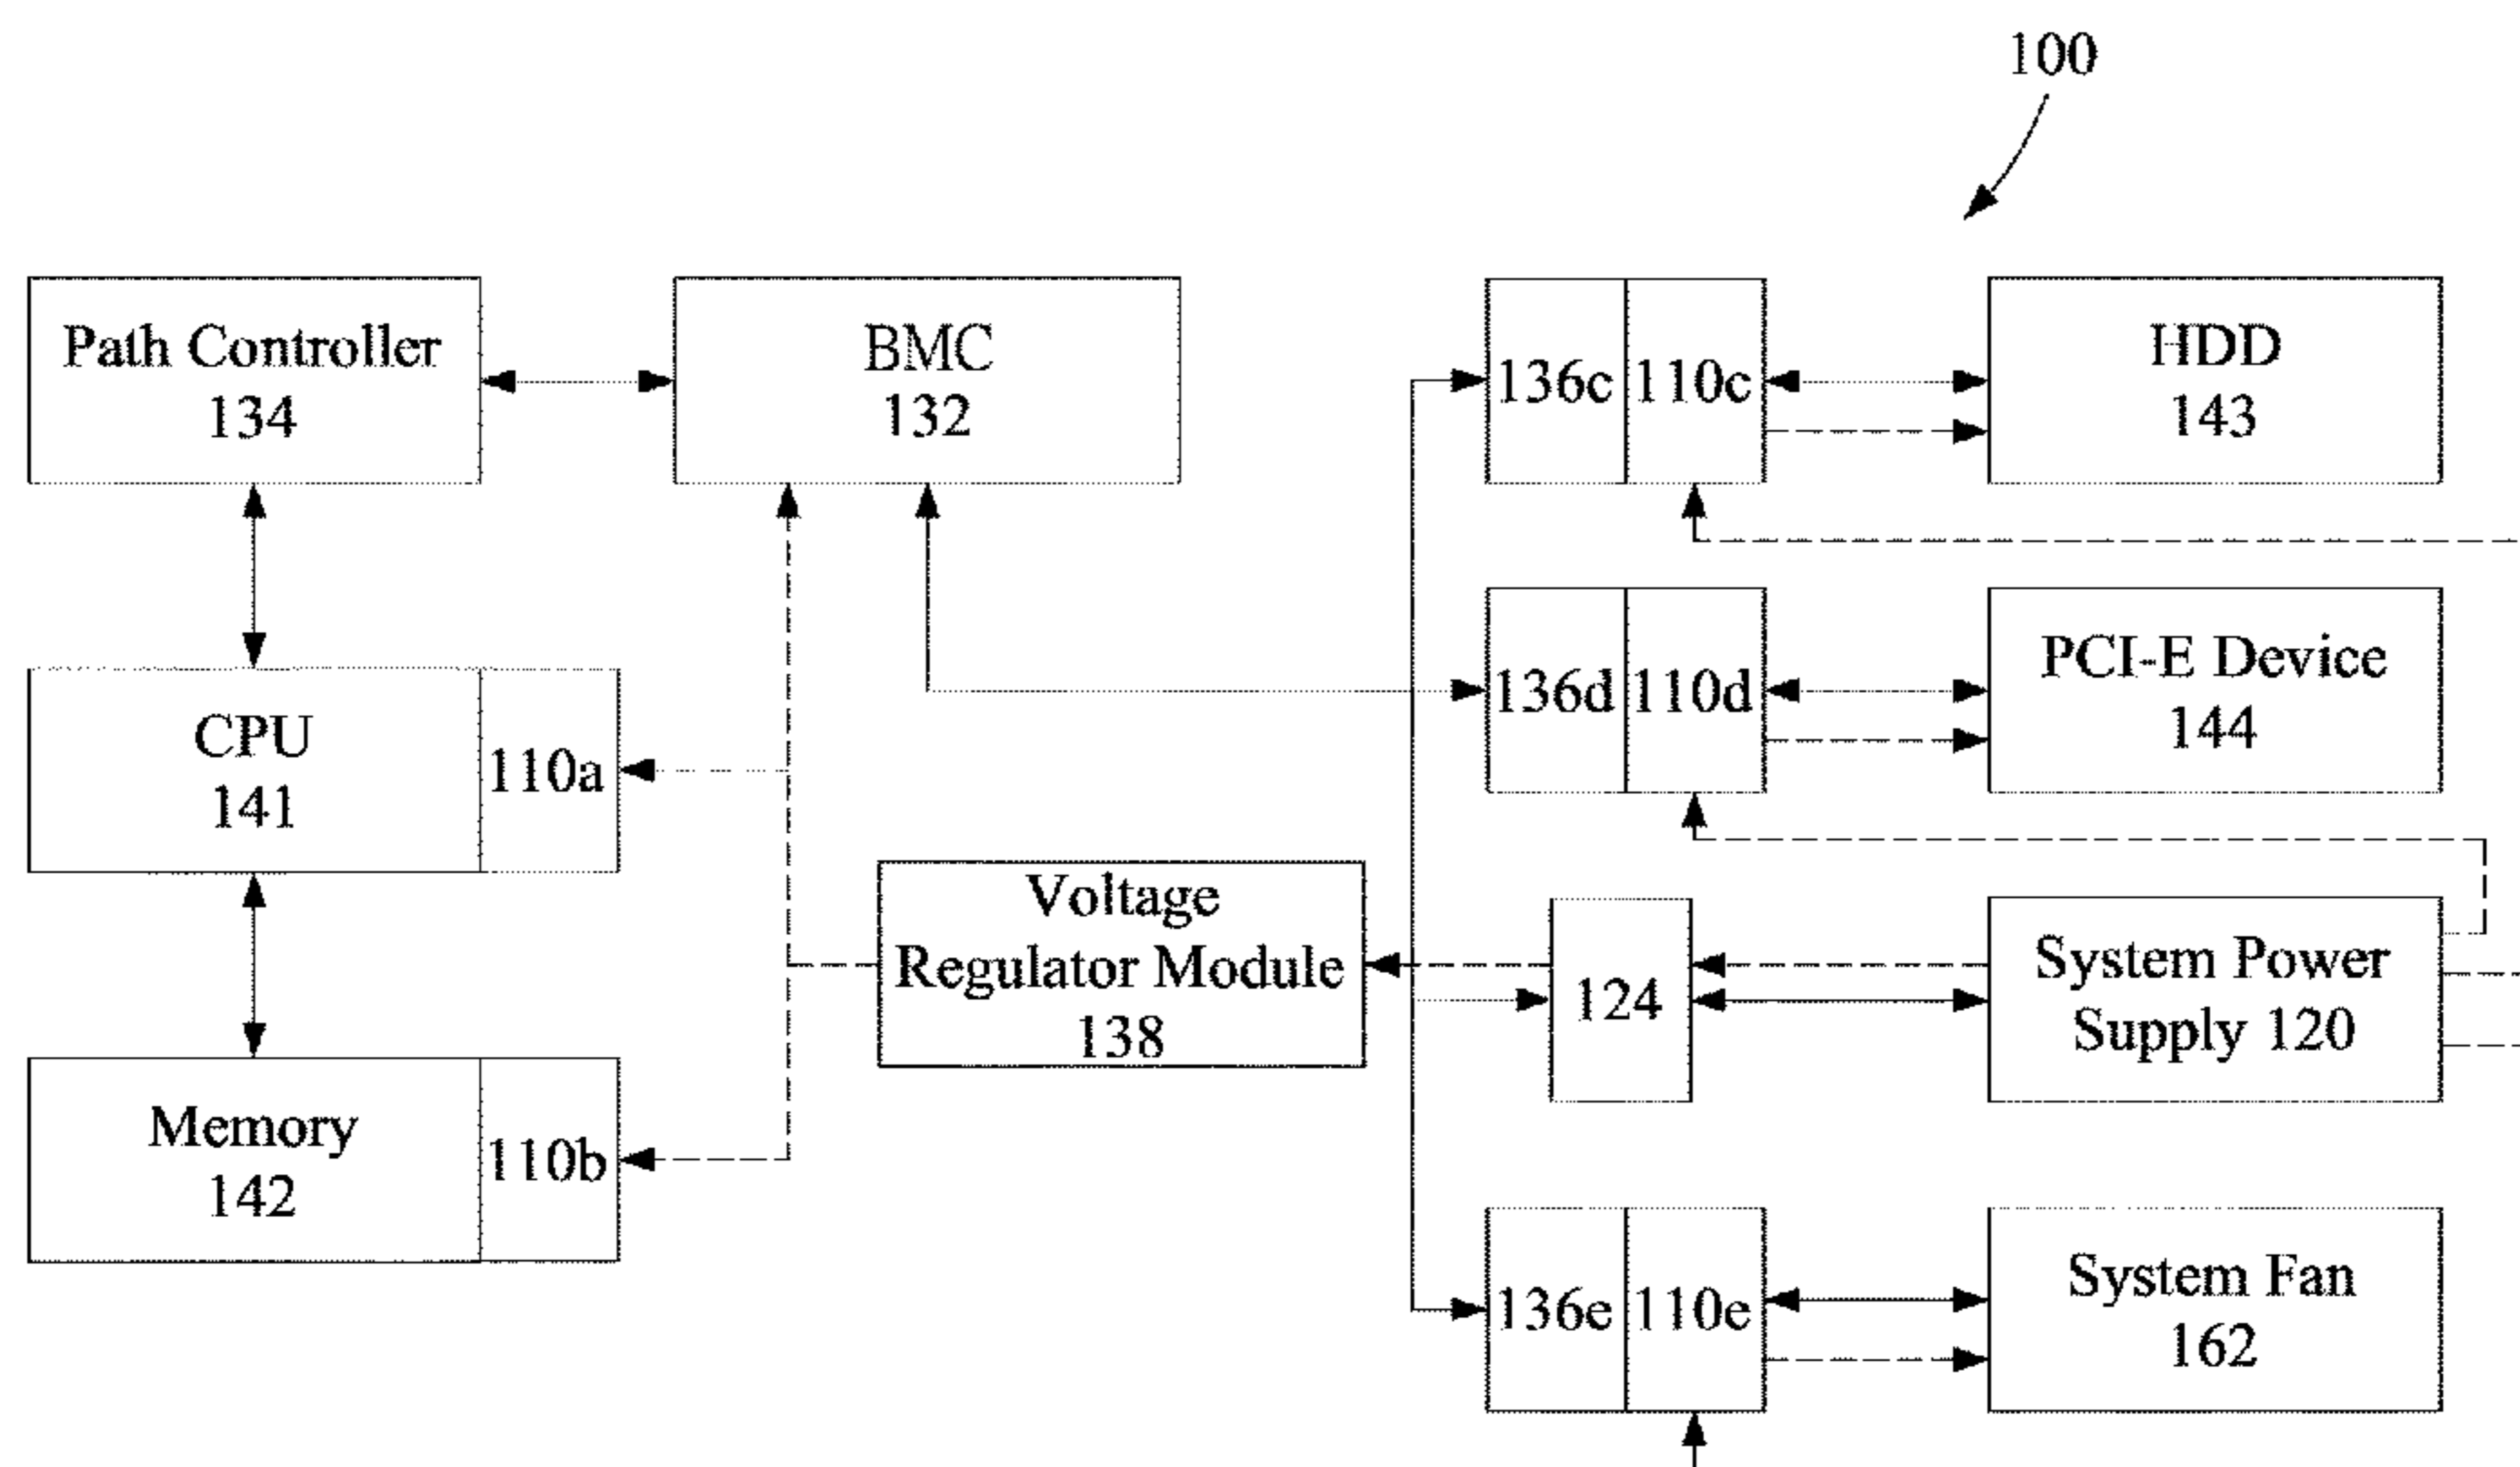 100
Path Controller
134
BMC
132
136c
110c
HDD
143
136d
110d
PCI-E Device
144
CPU
141
110a
Voltage
Regulator Module
138
124
System Power
Supply 120
Memory
142
110b
136e
110e
System Fan
162